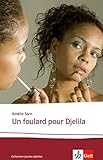 Amélie Sarn
Un foulard pour Djelila
Collection jeunes adultes
Klett